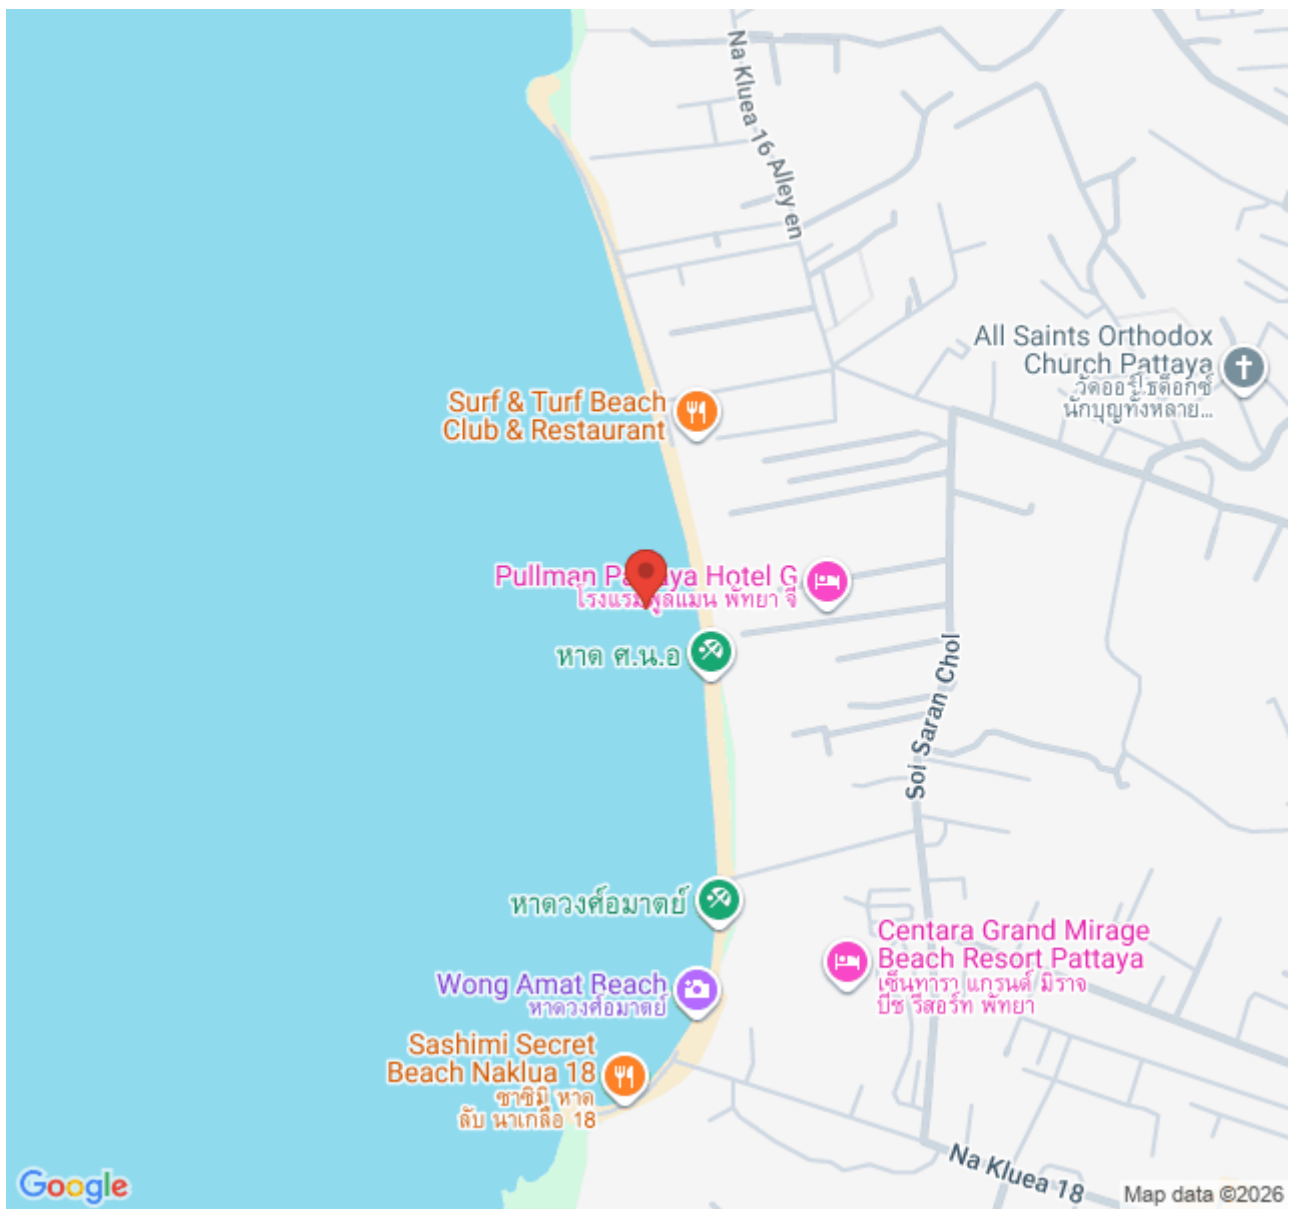 Na Kluea 16 Alley en
All Saints Orthodox
Church Pattaya
วัดออร์โธด็อกซ์
นักบุญทั้งหลาย...
Surf & Turf Beach
Club & Restaurant
Pullman Pattaya Hotel G
โรงแรมพูลแมน พัทยา จี
หาด ศ.น.อ
Soi Saran Chol
หาดวงศ์อมาตย์
Centara Grand Mirage
Beach Resort Pattaya
เซ็นทารา แกรนด์ มิราจ
บีช รีสอร์ท พัทยา
Wong Amat Beach
หาดวงศ์อมาตย์
Sashimi Secret
Beach Naklua 18
ซาซิมิ หาด
ลับ นาเกลือ 18
Na Kluea 18
Google
Map data ©2026